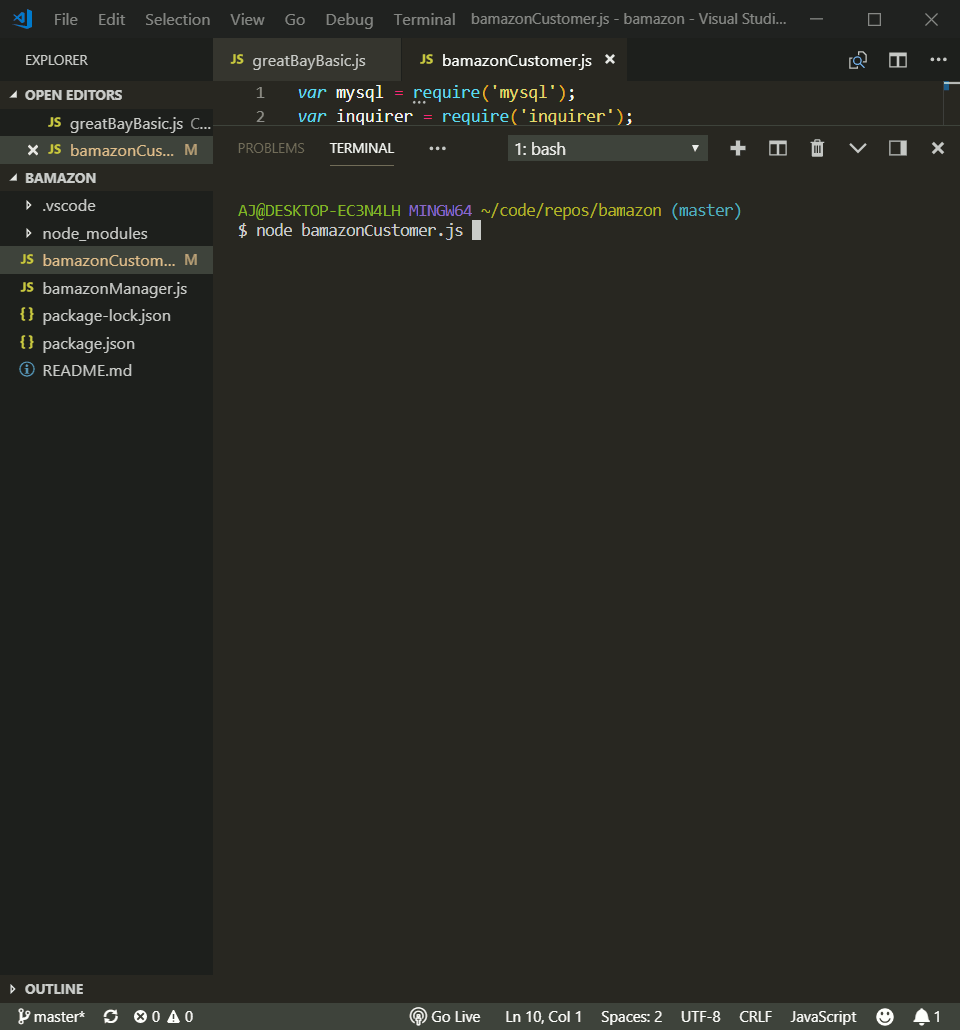 File Edit Selection View Go Debug Terminal bamazonCustomer.js - bamazon - Visual Studi...
EXPLORER
JS greatBayBasic.js
JS bamazonCustomer.js
OPEN EDITORS
JS greatBayBasic.js C...
JS bamazonCus... M
BAMAZON
.vscode
node_modules
JS bamazonCustom... M
JS bamazonManager.js
{} package-lock.json
{} package.json
README.md
OUTLINE
1 var mysql = require('mysql');
2 var inquirer = require('inquirer');
PROBLEMS TERMINAL ... 1: bash
AJ@DESKTOP-EC3N4LH MINGW64 ~/code/repos/bamazon (master)
$ node bamazonCustomer.js
master* 0 0 Go Live Ln 10, Col 1 Spaces: 2 UTF-8 CRLF JavaScript 1